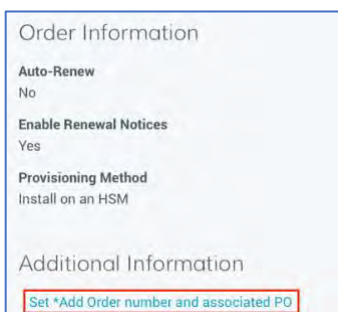 Order Information
Auto-Renew
No
Enable Renewal Notices
Yes
Provisioning Method
Install on an HSM
Additional Information
Set *Add Order number and associated PO